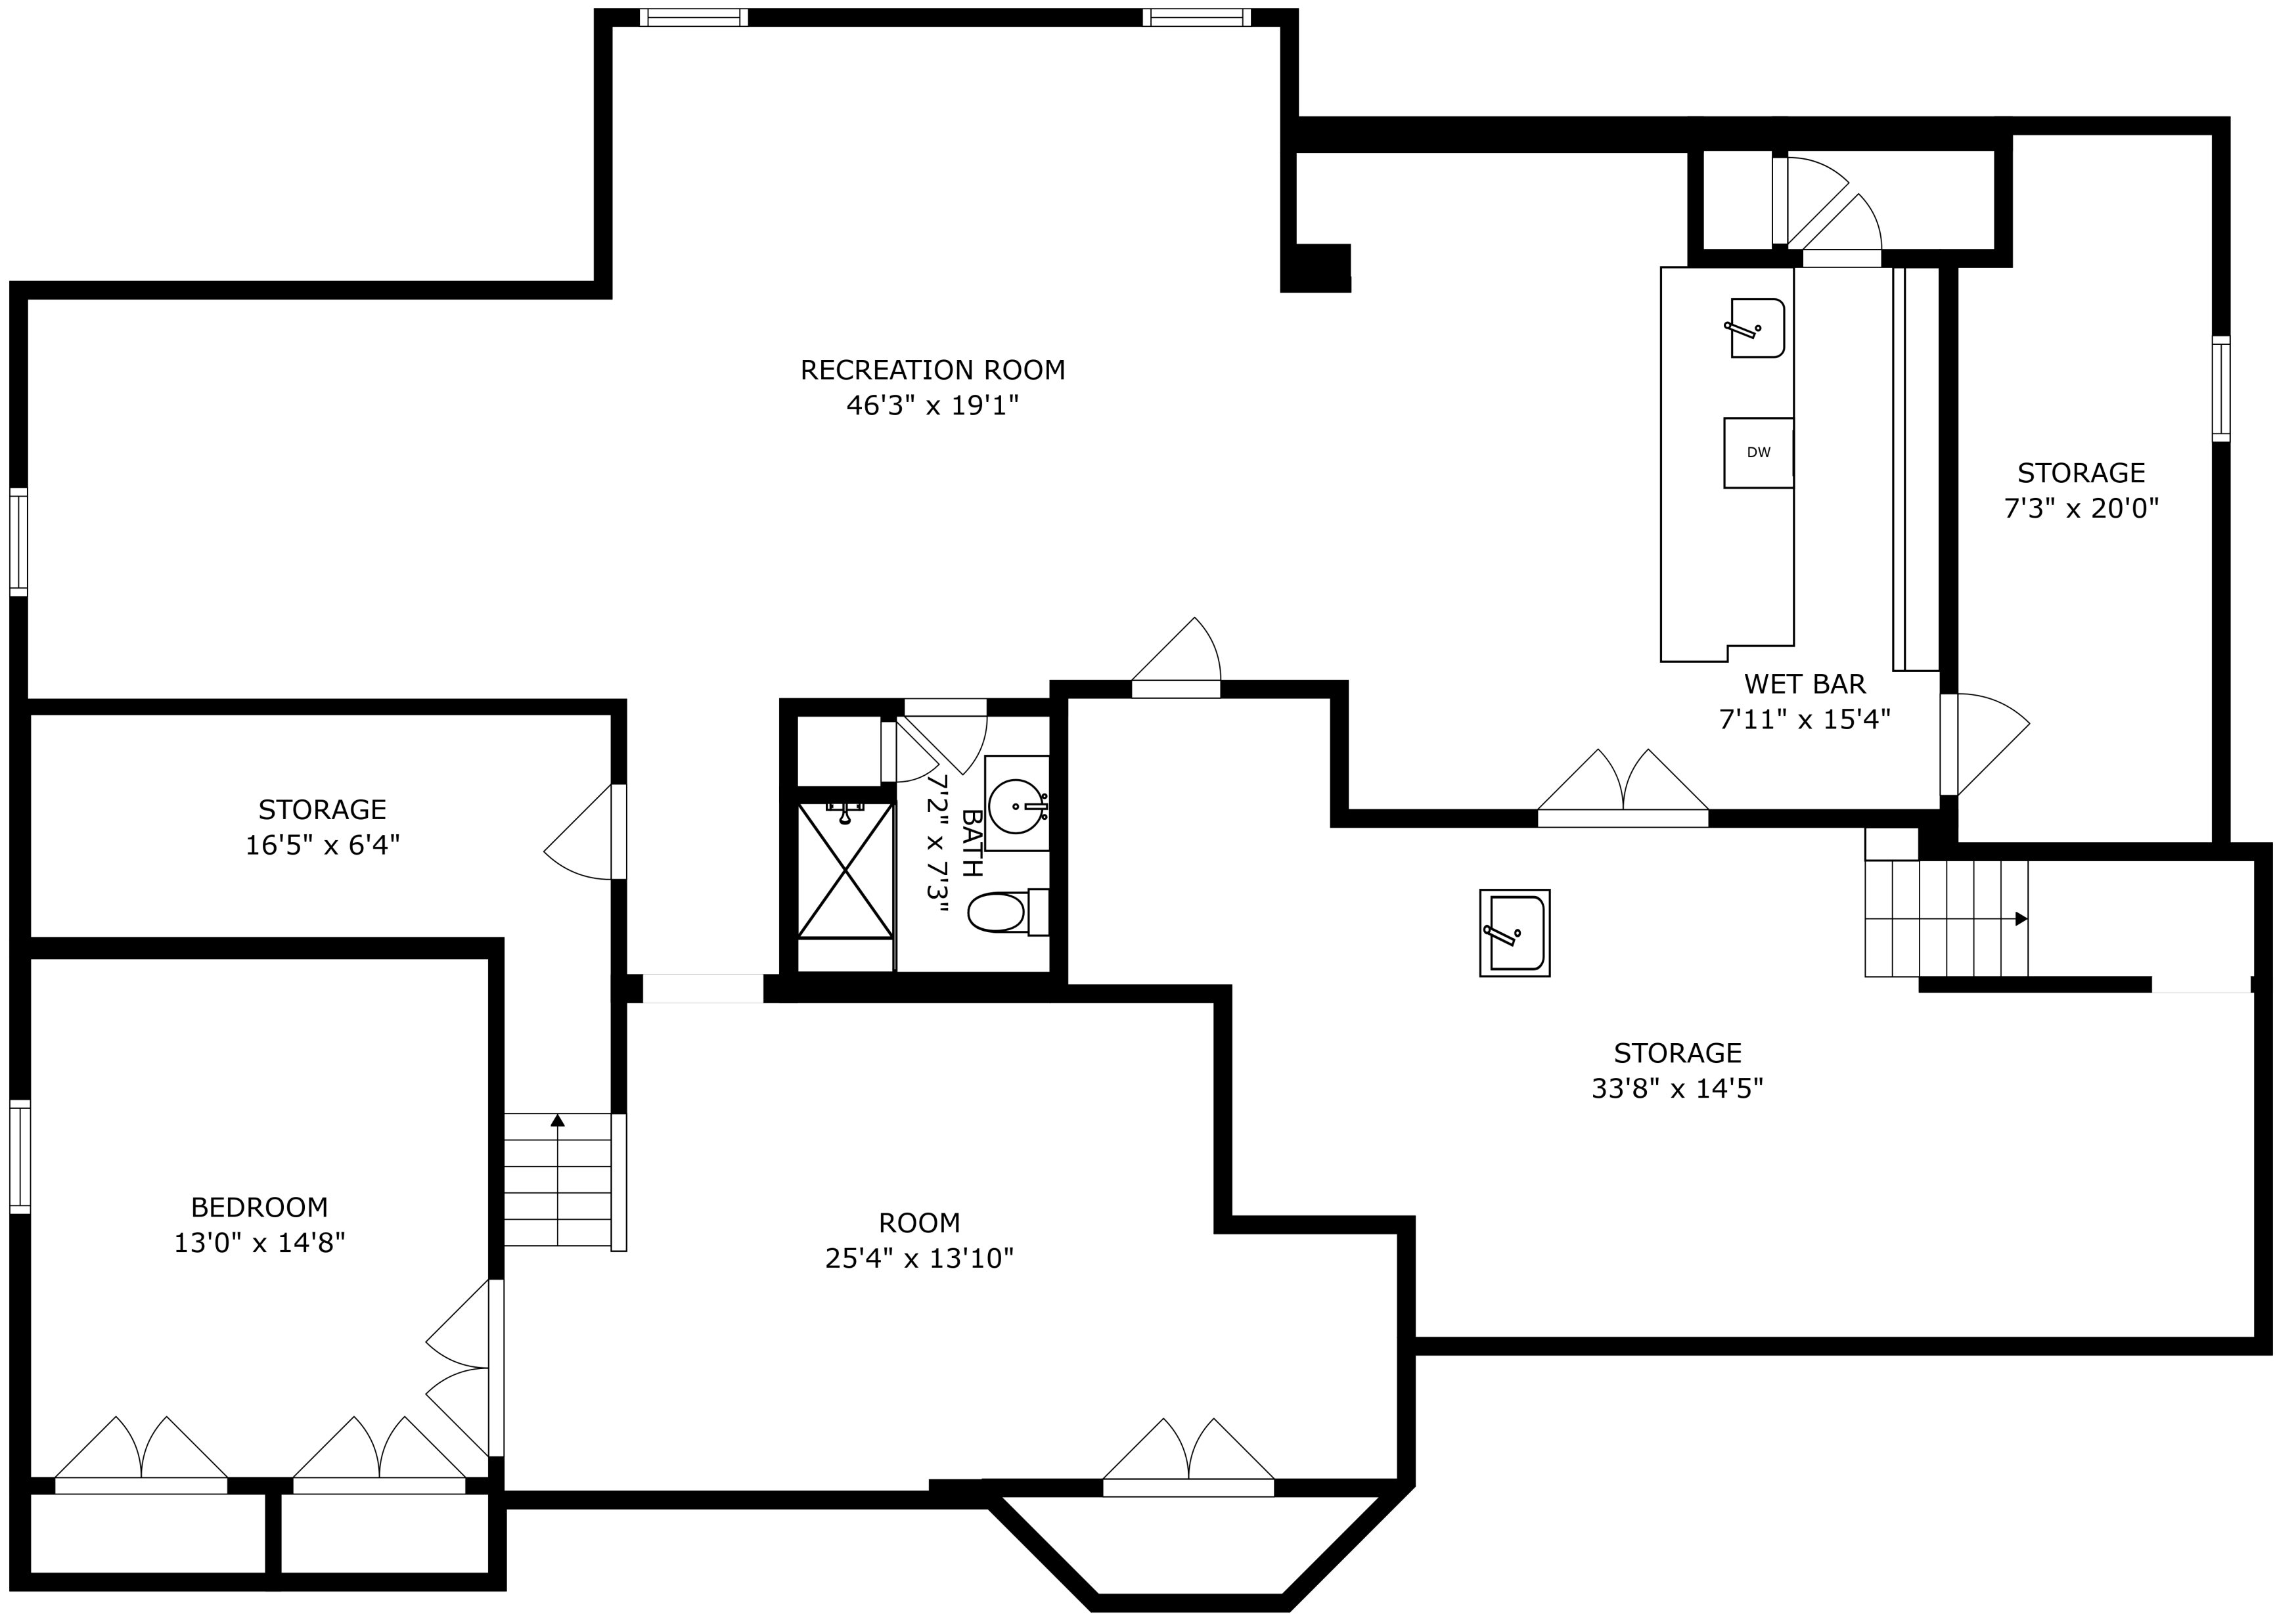 RECREATION ROOM
46'3" x 19'1"
DW
STORAGE
7'3" x 20'0"
WET BAR
7'11" x 15'4"
STORAGE
16'5" x 6'4"
BATH
7'2" x 7'3"
STORAGE
33'8" x 14'5"
BEDROOM
13'0" x 14'8"
ROOM
25'4" x 13'10"